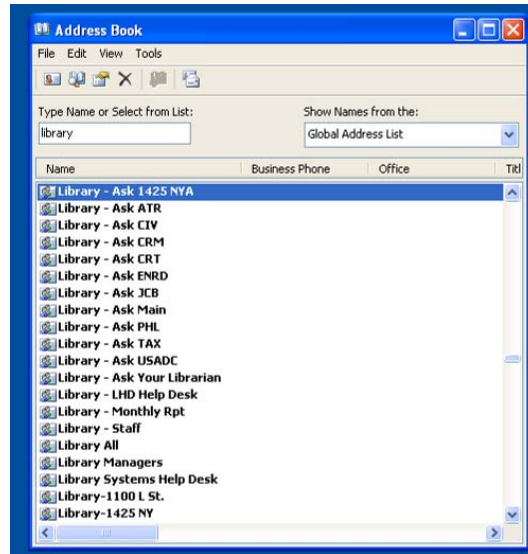 Address Book
File Edit View Tools
Type Name or Select from List:
Show Names from the:
library
Global Address List
Name Business Phone Office Titl
Library - Ask 1425 NYA
Library - Ask ATR
Library - Ask CIV
Library - Ask CRM
Library - Ask CRT
Library - Ask ENRD
Library - Ask JCB
Library - Ask Main
Library - Ask PHL
Library - Ask TAX
Library - Ask USADC
Library - Ask Your Librarian
Library - LHD Help Desk
Library - Monthly Rpt
Library - Staff
Library All
Library Managers
Library Systems Help Desk
Library-1100 L St.
Library-1425 NY